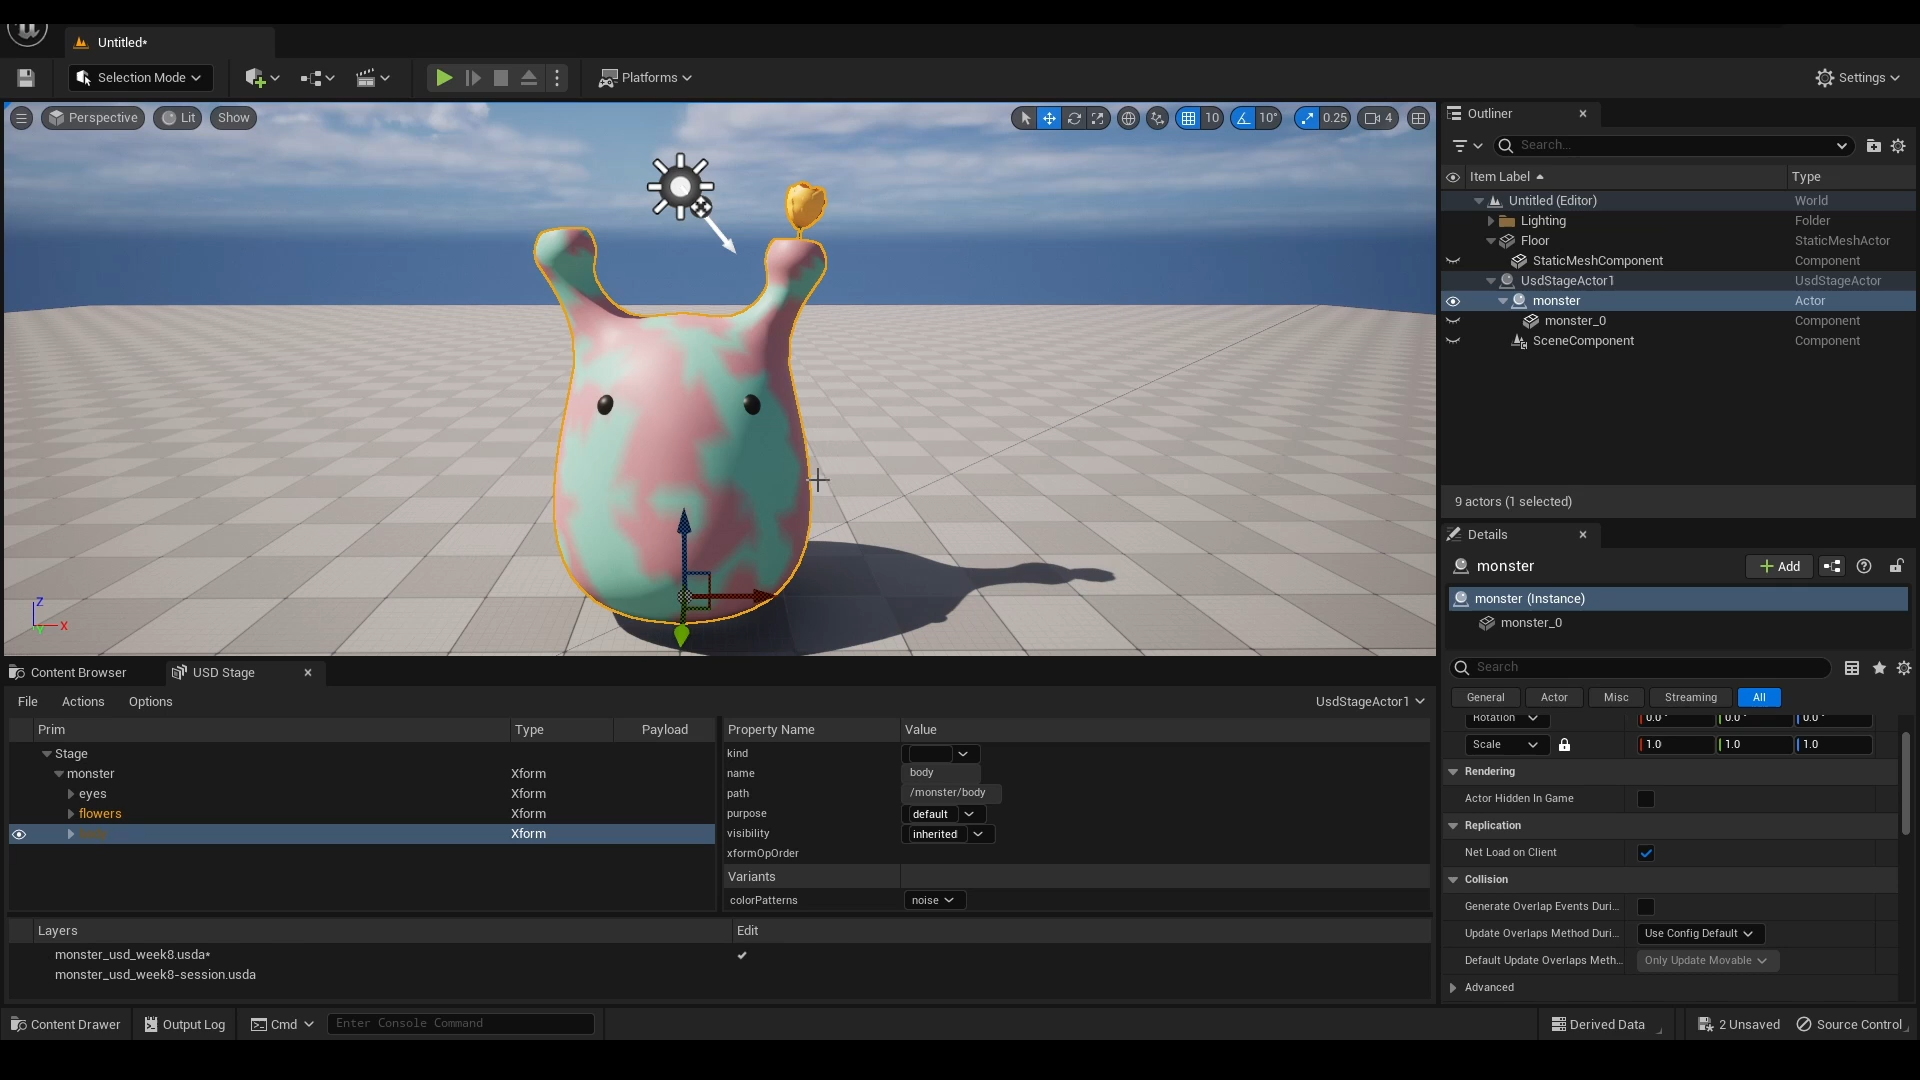 Untitled*
Selection Mode
Platforms
Settings
Perspective
Lit
Show
10
10°
0.25
4
Z
X
Y
Outliner
Search...
Item Label
Type
Untitled (Editor)
World
Lighting
Folder
Floor
StaticMeshActor
StaticMeshComponent
Component
UsdStageActor1
UsdStageActor
monster
Actor
monster_0
Component
SceneComponent
Component
9 actors (1 selected)
Details
monster
Add
monster (Instance)
monster_0
Search
General
Actor
Misc
Streaming
All
Rotation
0.0°
0.0°
0.0°
Scale
1.0
1.0
1.0
Rendering
Actor Hidden In Game
Replication
Net Load on Client
Collision
Generate Overlap Events Duri...
Update Overlaps Method Duri...
Use Config Default
Default Update Overlaps Meth...
Only Update Movable
Advanced
Content Browser
USD Stage
File
Actions
Options
UsdStageActor1
Prim
Type
Payload
Stage
monster
Xform
eyes
Xform
flowers
Xform
Xform
Property Name
Value
kind
name
body
path
/monster/body
purpose
default
visibility
inherited
xformOpOrder
Variants
colorPatterns
noise
Layers
Edit
monster_usd_week8.usda*
monster_usd_week8-session.usda
Content Drawer
Output Log
Cmd
Enter Console Command
Derived Data
2 Unsaved
Source Control